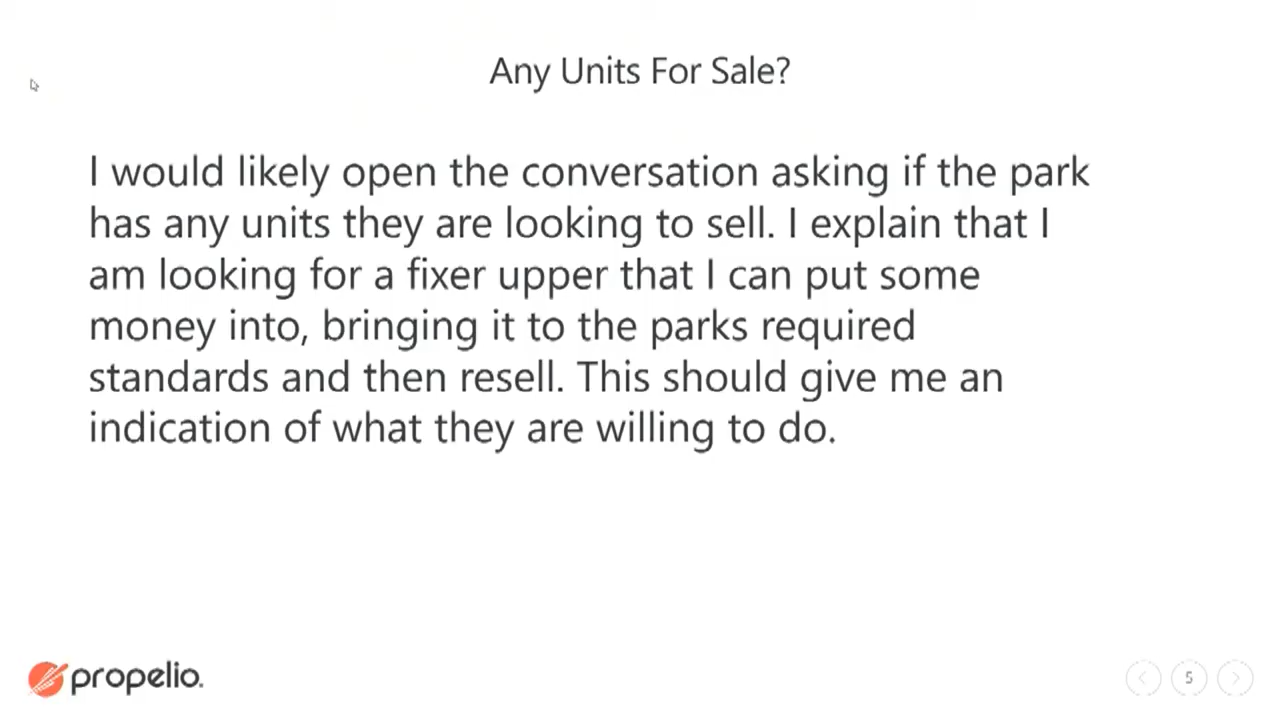 Any Units For Sale?
I would likely open the conversation asking if the park
has any units they are looking to sell. I explain that I
am looking for a fixer upper that I can put some
money into, bringing it to the parks required
standards and then resell. This should give me an
indication of what they are willing to do.
propelio.
5